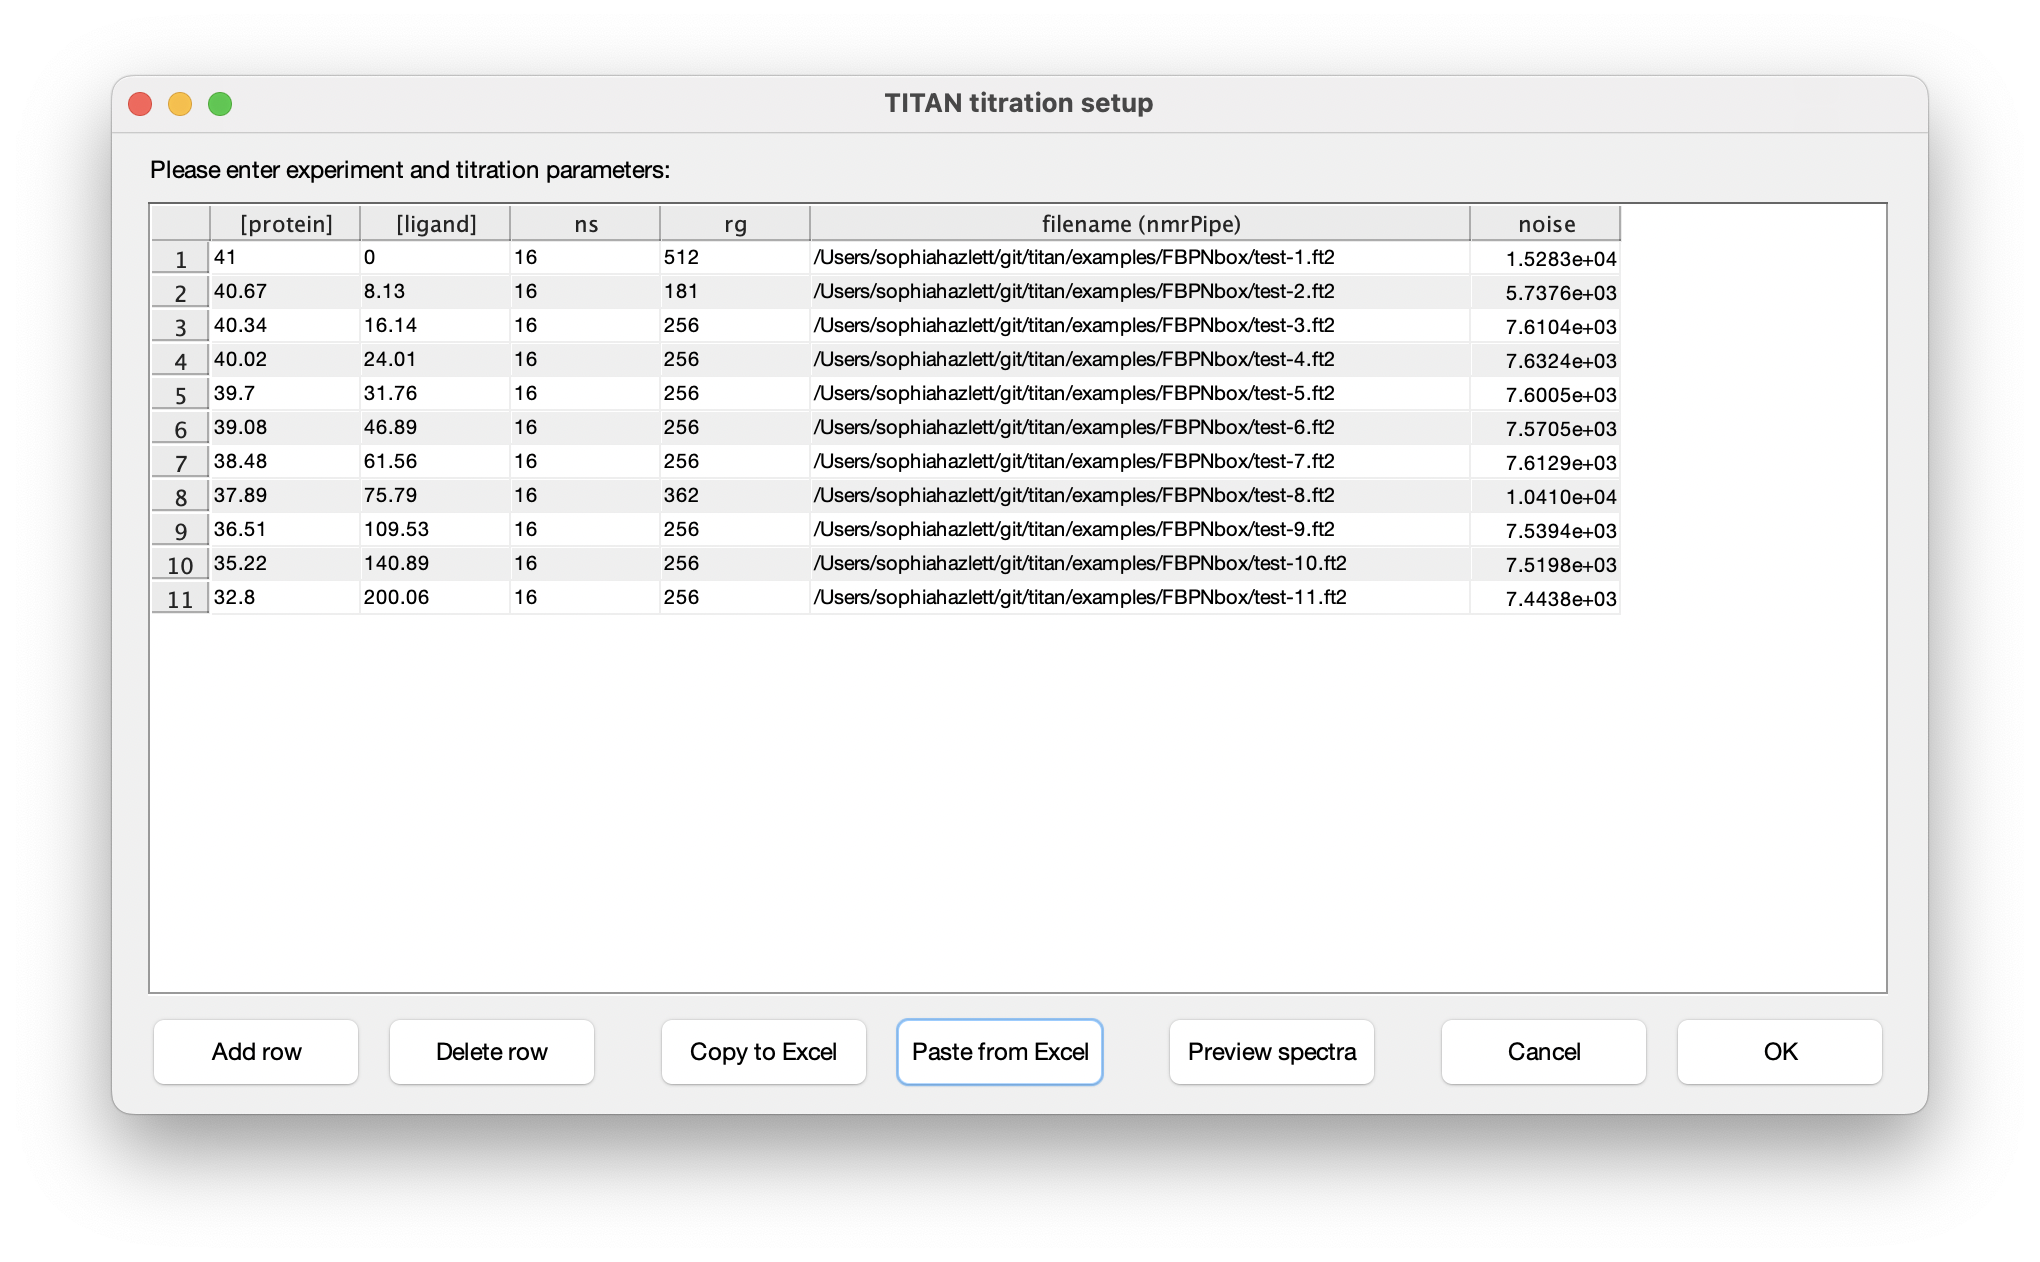 TITAN titration setup
Please enter experiment and titration parameters:
[protein] [ligand] ns rg filename (nmrPipe) noise
1 41 0 16 512 /Users/sophiahazlett/git/titan/examples/FBPNbox/test-1.ft2 1.5283e+04
2 40.67 8.13 16 181 /Users/sophiahazlett/git/titan/examples/FBPNbox/test-2.ft2 5.7376e+03
3 40.34 16.14 16 256 /Users/sophiahazlett/git/titan/examples/FBPNbox/test-3.ft2 7.6104e+03
4 40.02 24.01 16 256 /Users/sophiahazlett/git/titan/examples/FBPNbox/test-4.ft2 7.6324e+03
5 39.7 31.76 16 256 /Users/sophiahazlett/git/titan/examples/FBPNbox/test-5.ft2 7.6005e+03
6 39.08 46.89 16 256 /Users/sophiahazlett/git/titan/examples/FBPNbox/test-6.ft2 7.5705e+03
7 38.48 61.56 16 256 /Users/sophiahazlett/git/titan/examples/FBPNbox/test-7.ft2 7.6129e+03
8 37.89 75.79 16 362 /Users/sophiahazlett/git/titan/examples/FBPNbox/test-8.ft2 1.0410e+04
9 36.51 109.53 16 256 /Users/sophiahazlett/git/titan/examples/FBPNbox/test-9.ft2 7.5394e+03
10 35.22 140.89 16 256 /Users/sophiahazlett/git/titan/examples/FBPNbox/test-10.ft2 7.5198e+03
11 32.8 200.06 16 256 /Users/sophiahazlett/git/titan/examples/FBPNbox/test-11.ft2 7.4438e+03
Add row Delete row Copy to Excel Paste from Excel Preview spectra Cancel OK